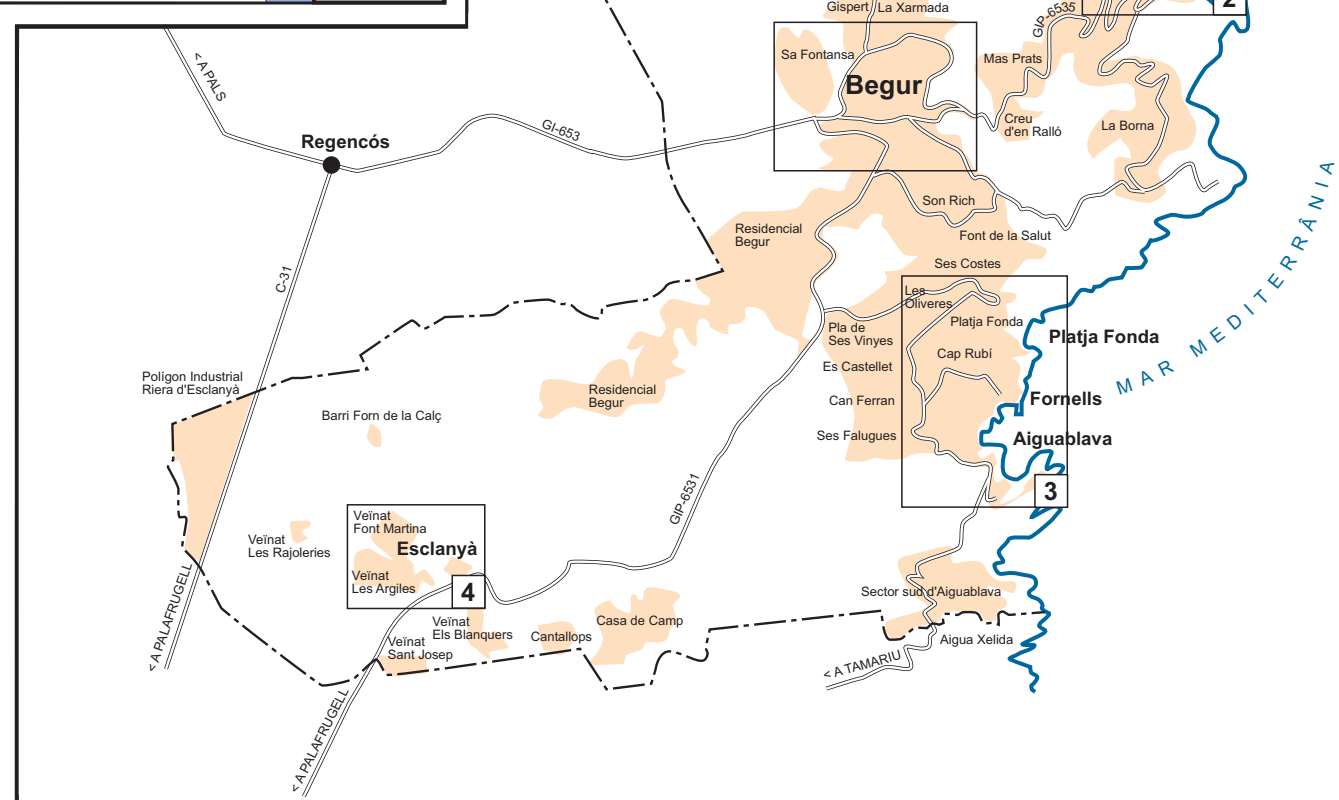 Gispert
La Xarmada
GIP-6535
2
< A PALS
Sa Fontansa
Mas Prats
Begur
Creu
d'en Ralló
La Borna
Regencós
GI-653
MAR MEDITERRÂNIA
Son Rich
Residencial
Begur
Font de la Salut
Ses Costes
C-31
Les
Oliveres
Platja Fonda
Pla de
Ses Vinyes
Platja Fonda
Cap Rubí
Es Castellet
Polígon Industrial
Riera d'Esclanyà
Residencial
Begur
Can Ferran
Fornells
Barri Forn de la Calç
Ses Falugues
Aiguablava
3
GIP-6531
Veïnat
Font Martina
Veïnat
Les Rajoleries
Esclanyà
Veïnat
Les Argiles
4
Sector sud d'Aiguablava
< A PALAFRUGELL
Veïnat
Els Blanquers
Cantallops
Casa de Camp
Veïnat
Sant Josep
Aigua Xelida
< A TAMARIU
< A PALAFRUGELL